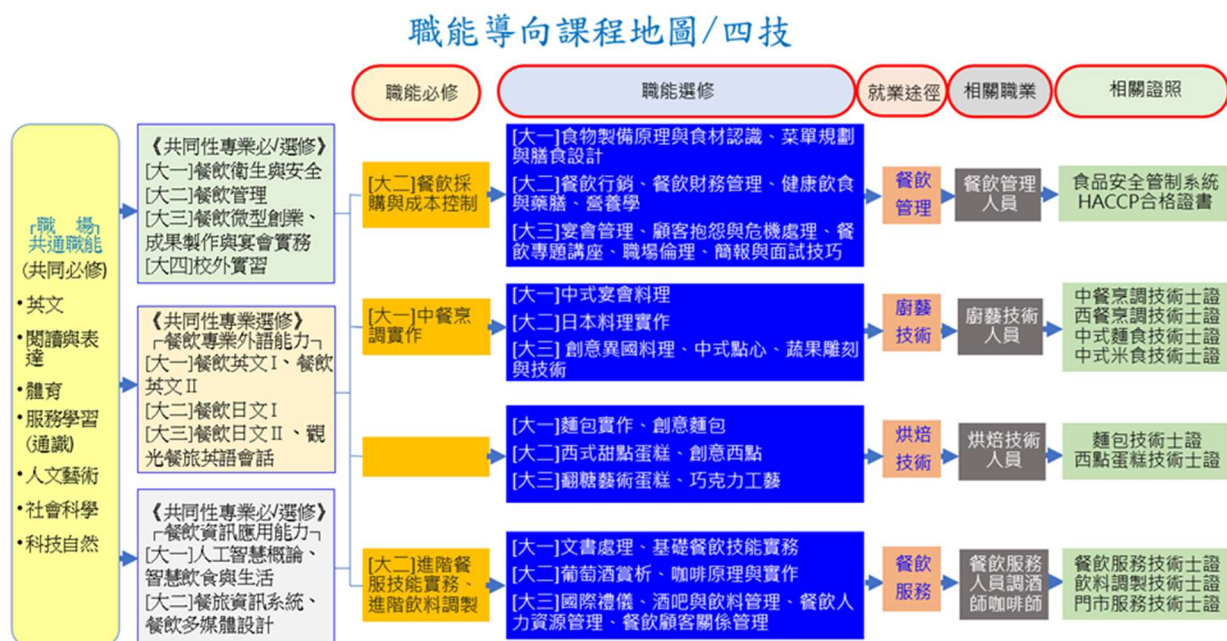 職能導向課程地圖/四技
職能必修
職能選修
就業途徑
相關職業
相關證照
┌職　場┐
共通職能
(共同必修)
•英文
•閱讀與表
達
•體育
•服務學習
(通識)
•人文藝術
•社會科學
•科技自然
《共同性專業必/選修》
[大一]餐飲衛生與安全
[大二]餐飲管理
[大三]餐飲微型創業、
成果製作與宴會實務
[大四]校外實習
《共同性專業選修》
┌餐飲專業外語能力┐
[大一]餐飲英文Ⅰ、餐飲
英文Ⅱ
[大二]餐飲日文Ⅰ
[大三]餐飲日文Ⅱ、觀
光餐旅英語會話
《共同性專業必/選修》
┌餐飲資訊應用能力┐
[大一]人工智慧概論、
智慧飲食與生活
[大二]餐旅資訊系統、
餐飲多媒體設計
[大二]餐飲採
購與成本控制
[大一]食物製備原理與食材認識、菜單規劃
與膳食設計
[大二]餐飲行銷、餐飲財務管理、健康飲食
與藥膳、營養學
[大三]宴會管理、顧客抱怨與危機處理、餐
飲專題講座、職場倫理、簡報與面試技巧
餐飲
管理
餐飲管理
人員
食品安全管制系統
HACCP合格證書
[大一]中餐烹
調實作
[大一]中式宴會料理
[大二]日本料理實作
[大三] 創意異國料理、中式點心、蔬果雕刻
與技術
廚藝
技術
廚藝技術
人員
中餐烹調技術士證
西餐烹調技術士證
中式麵食技術士證
中式米食技術士證
[大一]麵包實作、創意麵包
[大二]西式甜點蛋糕、創意西點
[大三]翻糖藝術蛋糕、巧克力工藝
烘焙
技術
烘焙技術
人員
麵包技術士證
西點蛋糕技術士證
[大二]進階餐
服技能實務、
進階飲料調製
[大一]文書處理、基礎餐飲技能實務
[大二]葡萄酒賞析、咖啡原理與實作
[大三]國際禮儀、酒吧與飲料管理、餐飲人
力資源管理、餐飲顧客關係管理
餐飲
服務
餐飲服務
人員調酒
師咖啡師
餐飲服務技術士證
飲料調製技術士證
門市服務技術士證